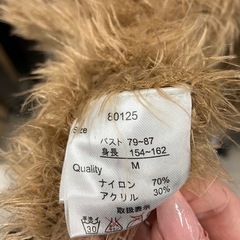 80125
Size
バスト 79~87
身長 154~162
M
Quality
ナイロン 70%
アクリル 30%
取扱表示
30